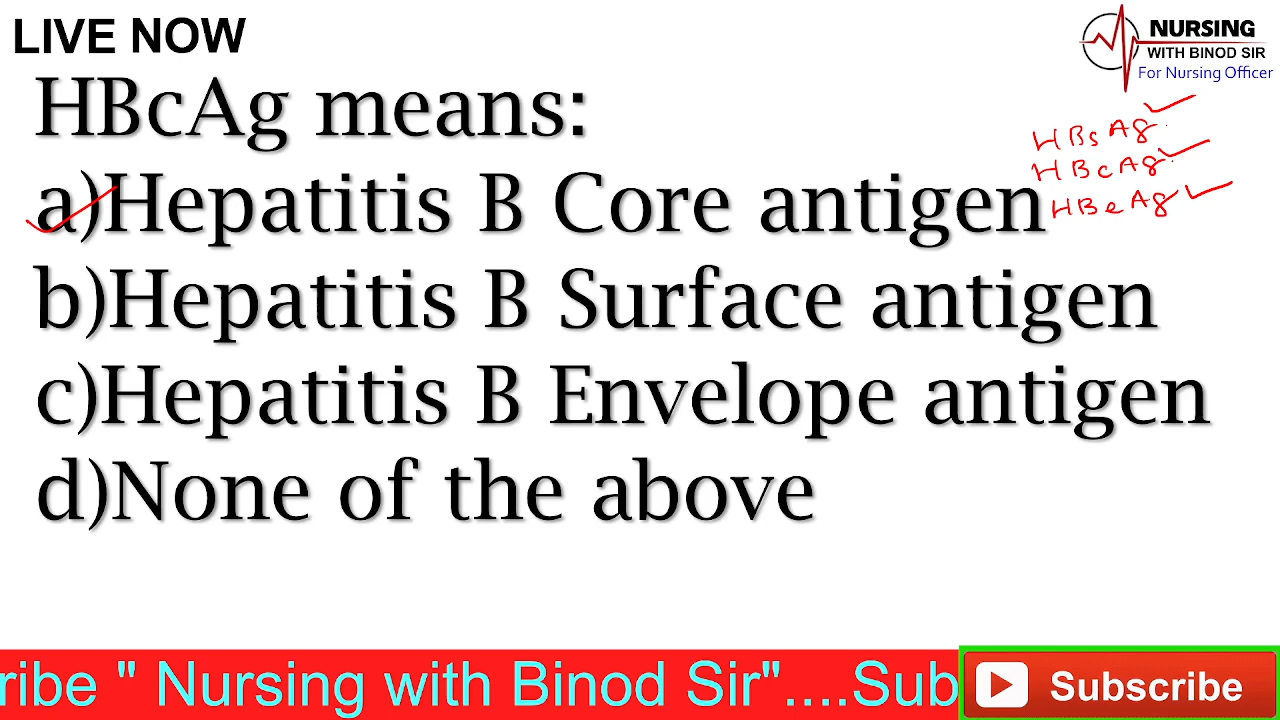 LIVE NOW
NURSING
WITH BINOD SIR
For Nursing Officer
HBcAg means:
HBsAg
HBcAg
HBeAg
a)Hepatitis B Core antigen
b)Hepatitis B Surface antigen
c)Hepatitis B Envelope antigen
d)None of the above
ribe " Nursing with Binod Sir"....Sub
Subscribe